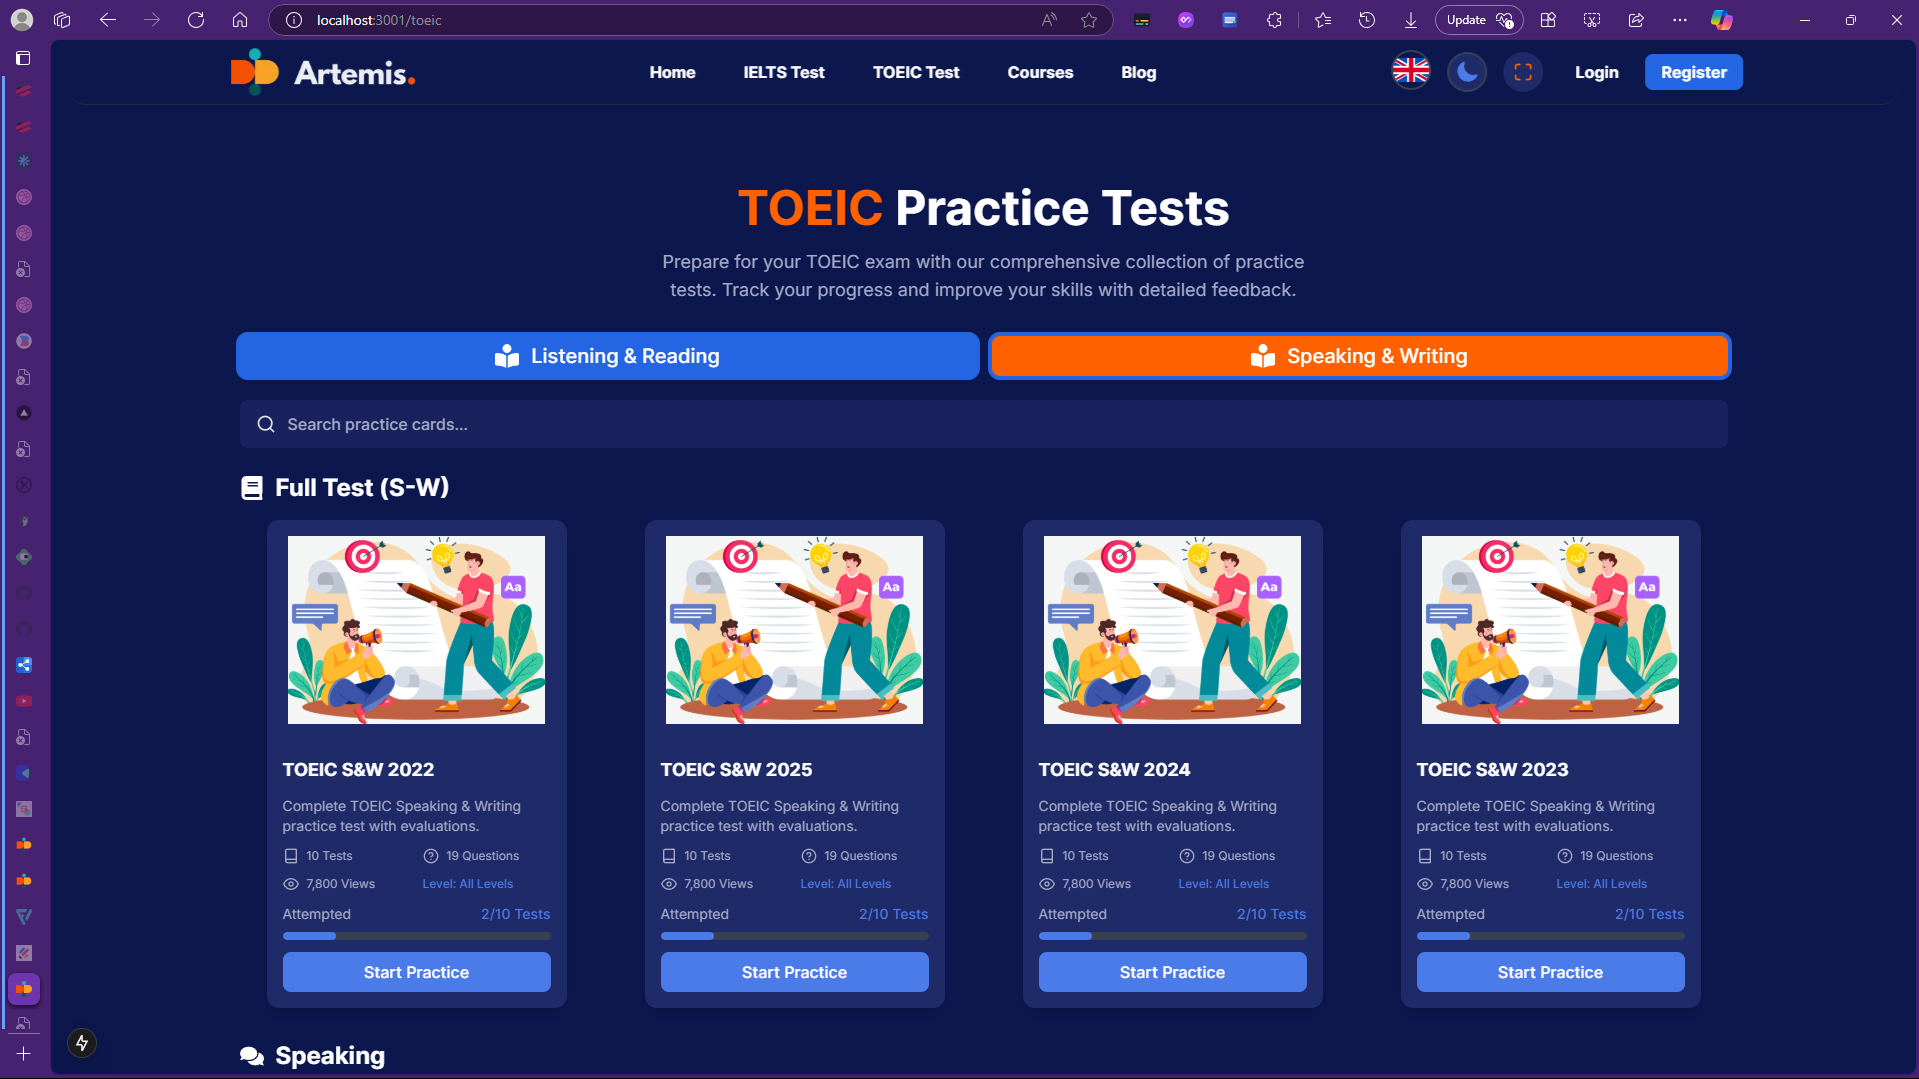 localhost:3001/toeic
Update
Artemis.
Home
IELTS Test
TOEIC Test
Courses
Blog
Login
Register
TOEIC Practice Tests
Prepare for your TOEIC exam with our comprehensive collection of practice
tests. Track your progress and improve your skills with detailed feedback.
Listening & Reading
Speaking & Writing
Search practice cards...
Full Test (S-W)
Aa
TOEIC S&W 2022
Complete TOEIC Speaking & Writing
practice test with evaluations.
10 Tests
19 Questions
7,800 Views
Level: All Levels
Attempted
2/10 Tests
Start Practice
Aa
TOEIC S&W 2025
Complete TOEIC Speaking & Writing
practice test with evaluations.
10 Tests
19 Questions
7,800 Views
Level: All Levels
Attempted
2/10 Tests
Start Practice
Aa
TOEIC S&W 2024
Complete TOEIC Speaking & Writing
practice test with evaluations.
10 Tests
19 Questions
7,800 Views
Level: All Levels
Attempted
2/10 Tests
Start Practice
Aa
TOEIC S&W 2023
Complete TOEIC Speaking & Writing
practice test with evaluations.
10 Tests
19 Questions
7,800 Views
Level: All Levels
Attempted
2/10 Tests
Start Practice
Speaking